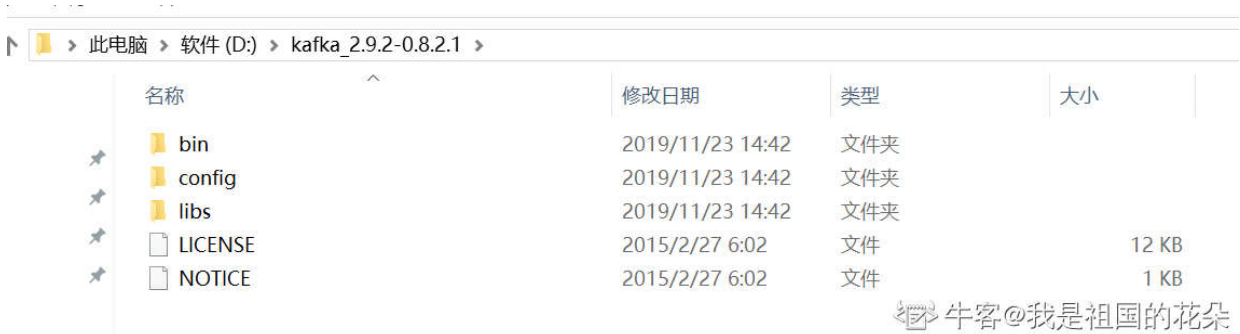 此电脑 > 软件 (D:) > kafka_2.9.2-0.8.2.1 >
名称 修改日期 类型 大小
bin 2019/11/23 14:42 文件夹
config 2019/11/23 14:42 文件夹
libs 2019/11/23 14:42 文件夹
LICENSE 2015/2/27 6:02 文件 12 KB
NOTICE 2015/2/27 6:02 文件 1 KB
牛客@我是祖国的花朵